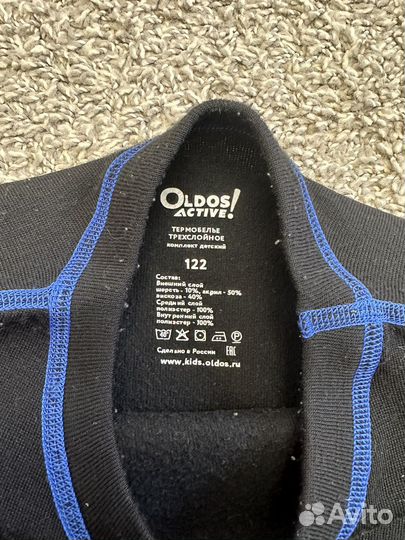 OLDOS
ACTIVE!
ТЕРМОБЕЛЬЕ
ТРЕХСЛОЙНОЕ
комплект детский
122
Состав:
Внешний слой
шерсть - 10%, акрил - 50%
вискоза - 40%
Средний слой
полиэстер - 100%
Внутренний слой
полиэстер - 100%
Сделано в России EAC
www.kids.oldos.ru
Avito